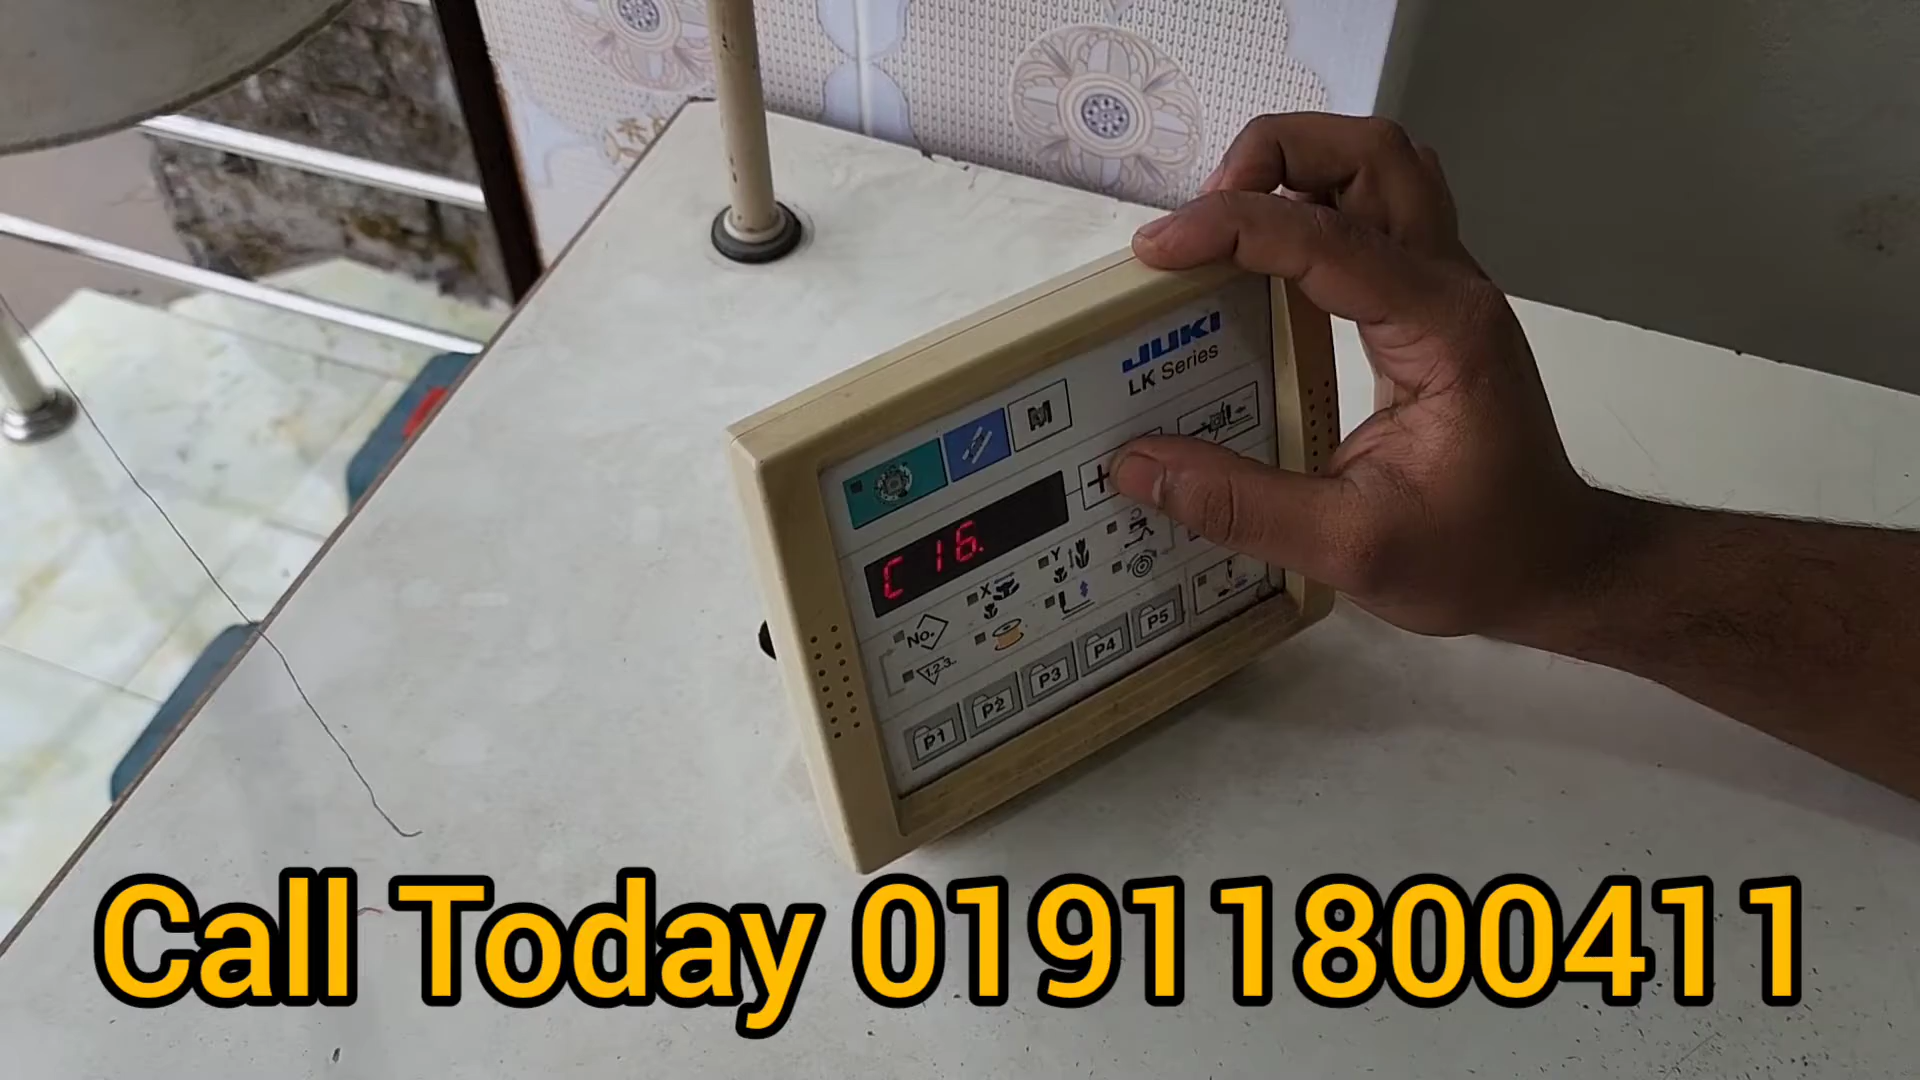 JUKI
LK Series
M
+
C 16.
X
Y
No.
1.2.3.
P1
P2
P3
P4
P5
Call Today 01911800411